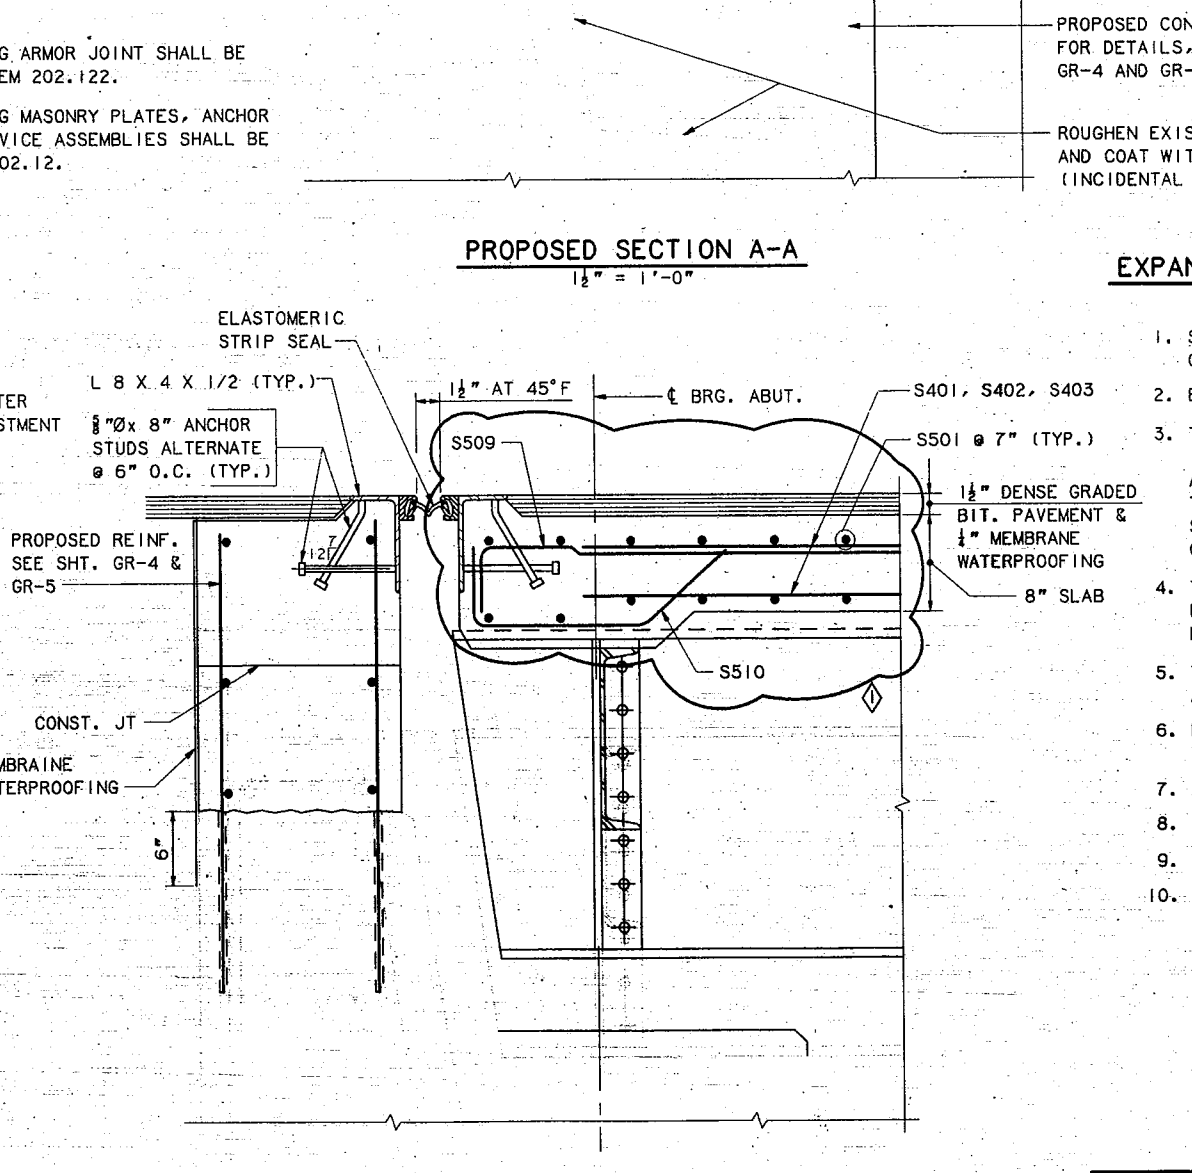 G ARMOR JOINT SHALL BE
EM 202.122.
G MASONRY PLATES, ANCHOR
VICE ASSEMBLIES SHALL BE
02.12.
PROPOSED CON
FOR DETAILS,
GR-4 AND GR-
ROUGHEN EXIS
AND COAT WIT
(INCIDENTAL
PROPOSED SECTION A-A
1½" = 1'-0"
EXPAN
ELASTOMERIC
STRIP SEAL
L 8 X 4 X 1/2 (TYP.)
TER
STMENT
⅝"Øx 8" ANCHOR
STUDS ALTERNATE
@ 6" O.C. (TYP.)
1½" AT 45°F
℄ BRG. ABUT.
S401, S402, S403
S501 @ 7" (TYP.)
S509
1½" DENSE GRADED
BIT. PAVEMENT &
¼" MEMBRANE
WATERPROOFING
8" SLAB
PROPOSED REINF.
SEE SHT. GR-4 &
GR-5
7
12
S510
1
CONST. JT
MBRAINE
TERPROOFING
6"
1. S
2.
3.
4.
5.
6.
7.
8.
9.
10.